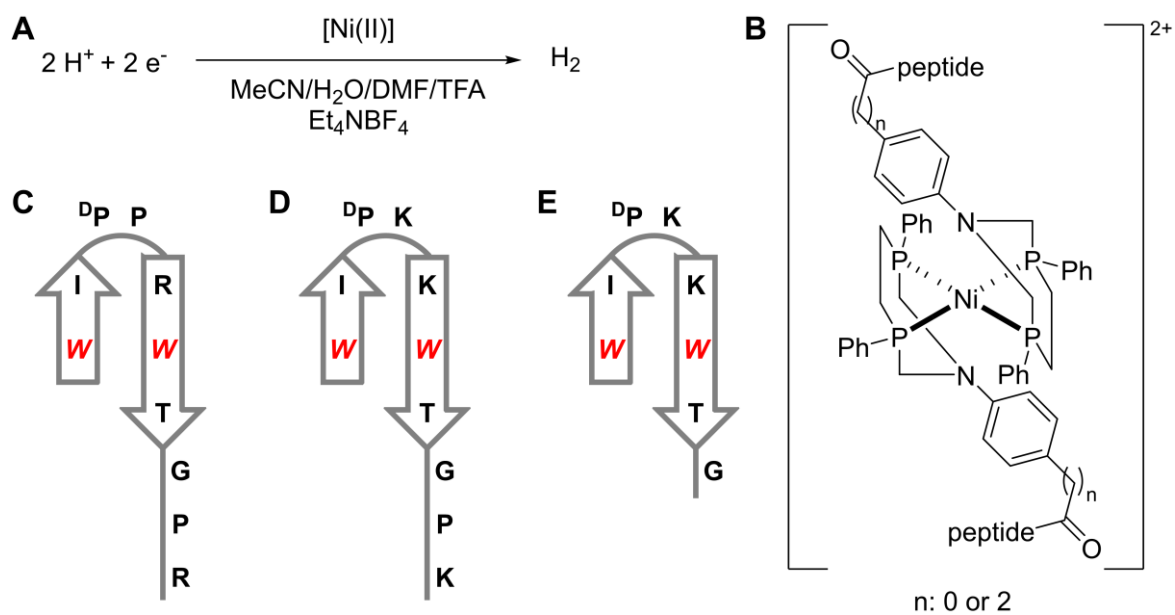 A
2 H⁺ + 2 e⁻
[Ni(II)]
MeCN/H₂O/DMF/TFA
Et₄NBF₄
H₂
B
2+
O
peptide
n
N
Ph
P
P
Ph
Ni
Ph
P
P
Ph
N
n
peptide
O
n: 0 or 2
C
ᴰP P
I R
W W
T
G
P
R
D
ᴰP K
I K
W W
T
G
P
K
E
ᴰP K
I K
W W
T
G